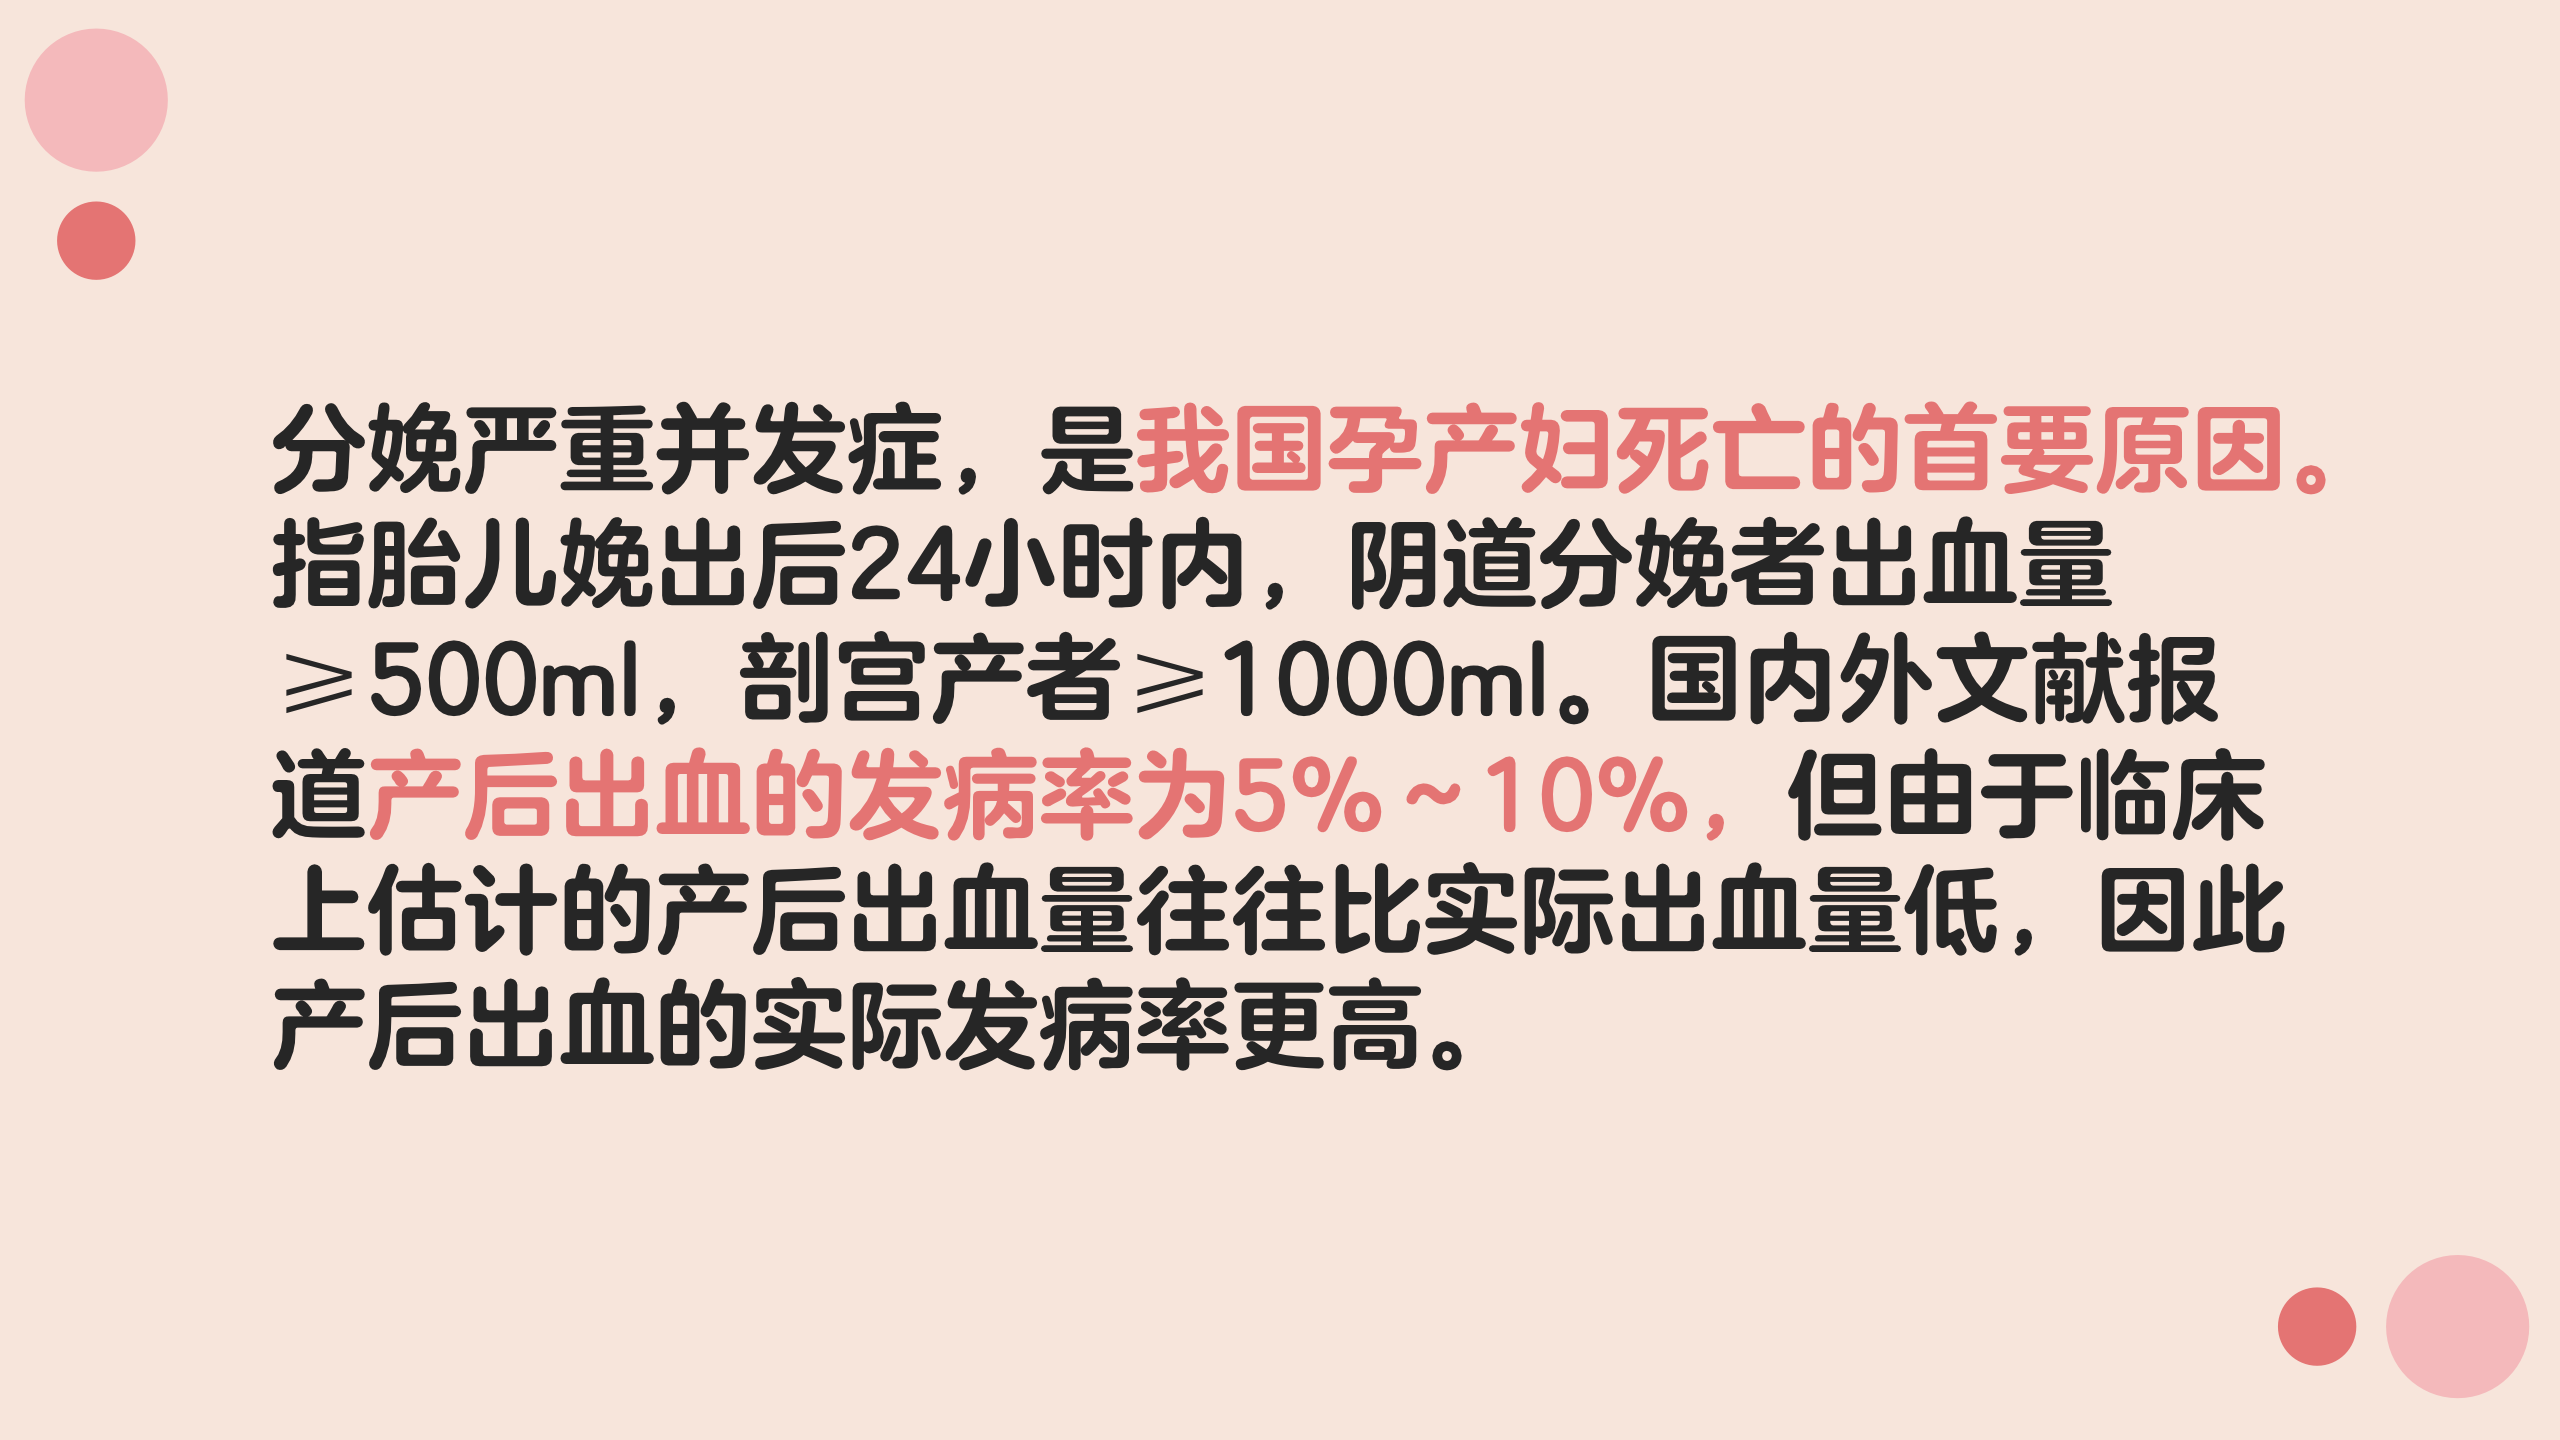 分娩严重并发症，是我国孕产妇死亡的首要原因。
指胎儿娩出后24小时内，阴道分娩者出血量
≥500ml，剖宫产者≥1000ml。国内外文献报
道产后出血的发病率为5%~10%，但由于临床
上估计的产后出血量往往比实际出血量低，因此
产后出血的实际发病率更高。